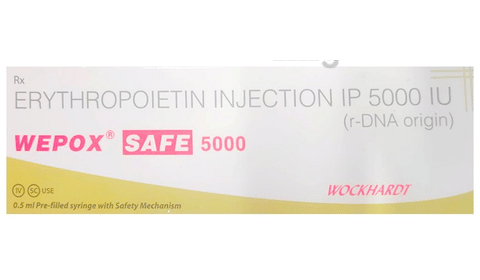 Rx
ERYTHROPOIETIN INJECTION IP 5000 IU
(r-DNA origin)
WEPOX® SAFE 5000
IV SC USE
WOCKHARDT
0.5 ml Pre-filled syringe with Safety Mechanism